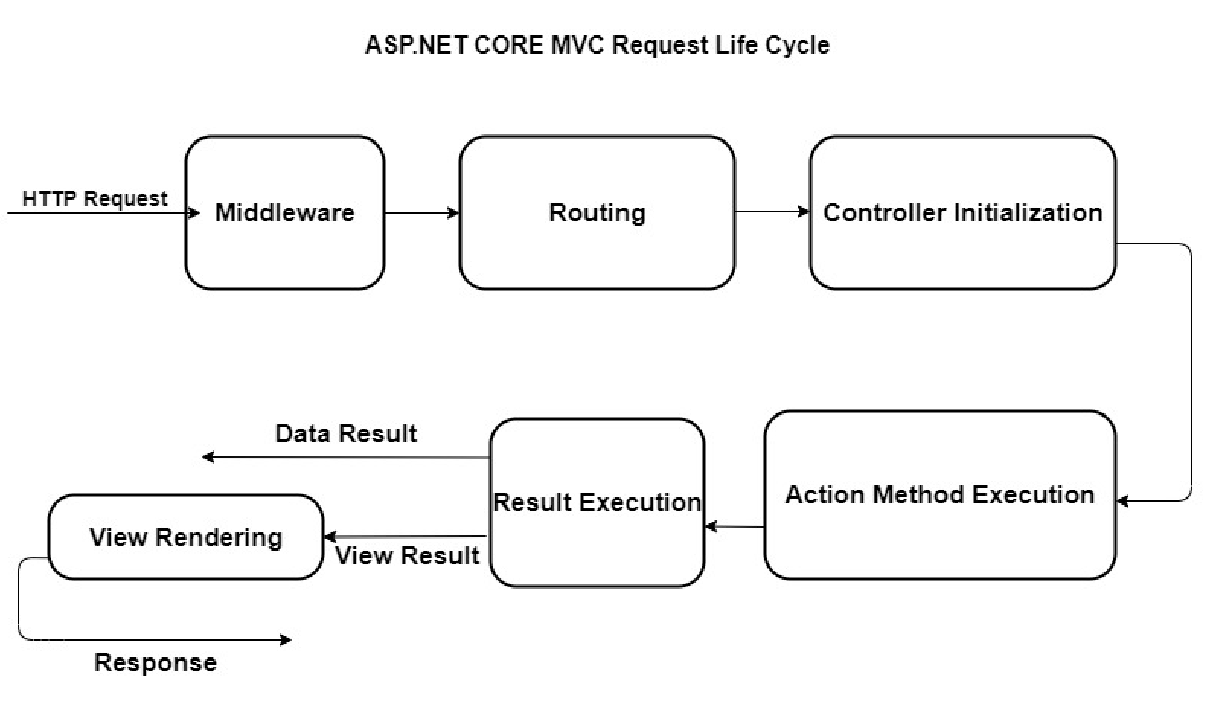 ASP.NET CORE MVC Request Life Cycle
HTTP Request
Middleware
Routing
Controller Initialization
Action Method Execution
Result Execution
Data Result
View Result
View Rendering
Response